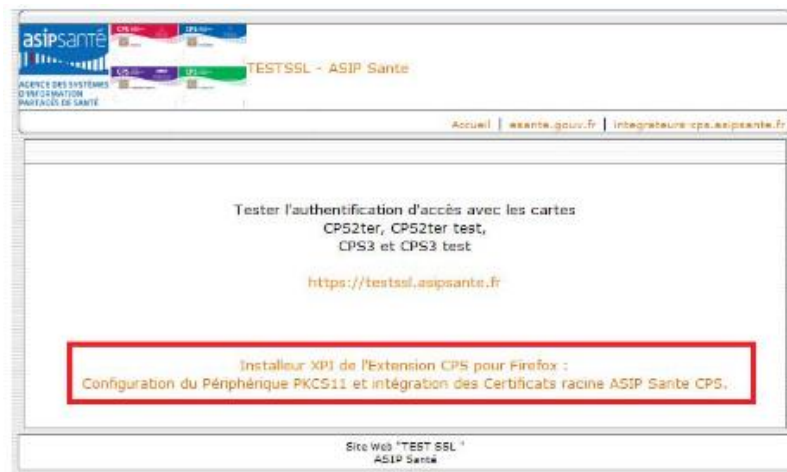 asipsanté
AGENCE DES SYSTÈMES
D'INFORMATION
PARTAGÉS DE SANTÉ
TESTSSL - ASIP Sante
Accueil | esante.gouv.fr | integrateurs-cps.asipsante.fr
Tester l'authentification d'accès avec les cartes
CPS2ter, CPS2ter test,
CPS3 et CPS3 test
https://testssl.asipsante.fr
Installeur XPI de l'Extension CPS pour Firefox :
Configuration du Périphérique PKCS11 et intégration des Certificats racine ASIP Sante CPS.
Site Web "TEST SSL "
ASIP Santé